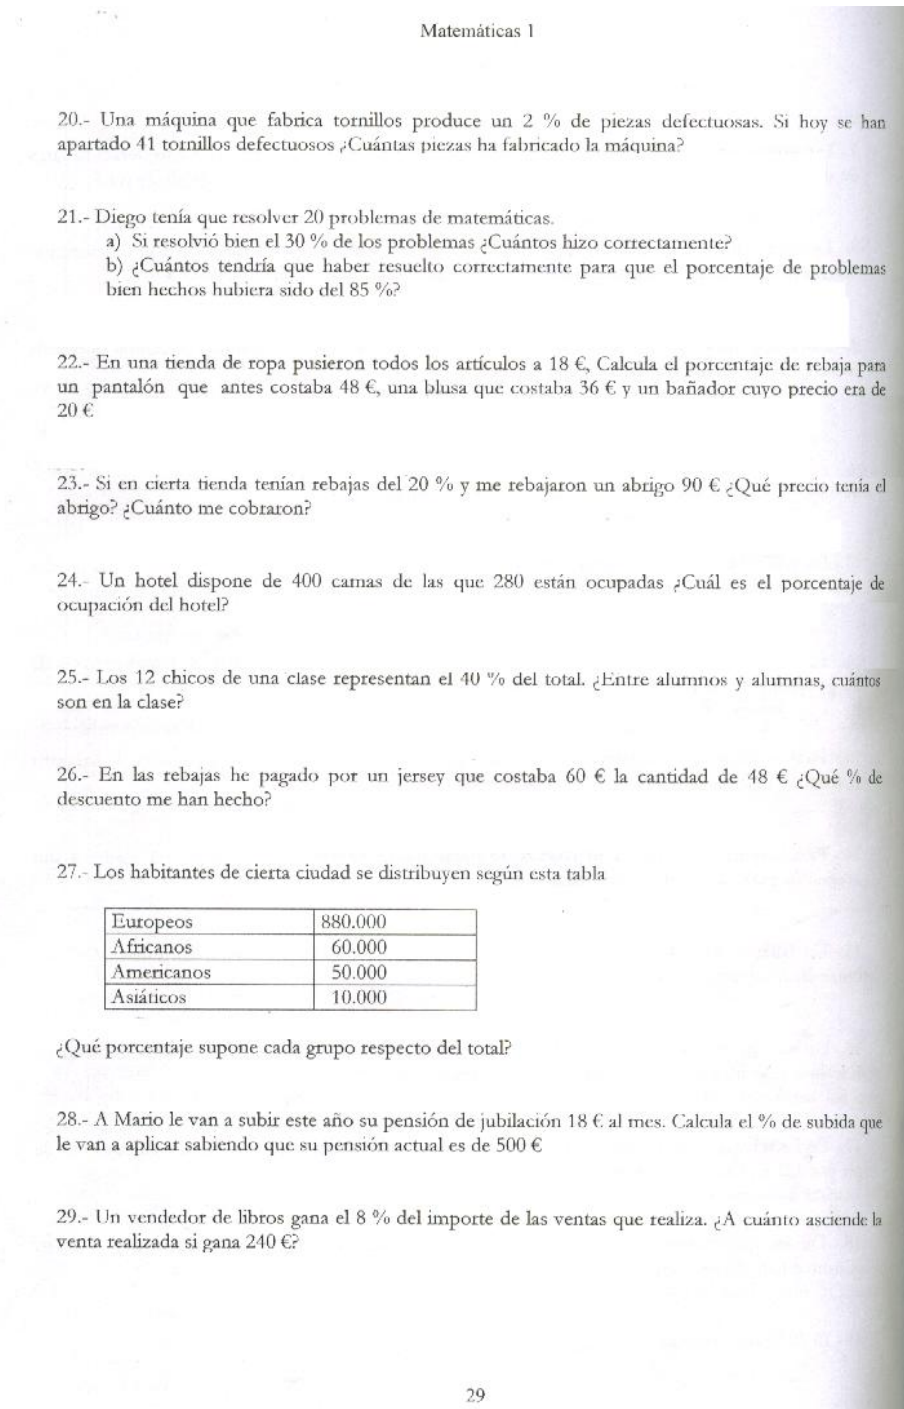 Matemáticas 1
20.- Una máquina que fabrica tornillos produce un 2 % de piezas defectuosas. Si hoy se han
apartado 41 tornillos defectuosos ¿Cuántas piezas ha fabricado la máquina?
21.- Diego tenía que resolver 20 problemas de matemáticas.
a) Si resolvió bien el 30 % de los problemas ¿Cuántos hizo correctamente?
b) ¿Cuántos tendría que haber resuelto correctamente para que el porcentaje de problemas
bien hechos hubiera sido del 85 %?
22.- En una tienda de ropa pusieron todos los artículos a 18 €, Calcula el porcentaje de rebaja para
un pantalón que antes costaba 48 €, una blusa que costaba 36 € y un bañador cuyo precio era de
20 €
23.- Si en cierta tienda tenían rebajas del 20 % y me rebajaron un abrigo 90 € ¿Qué precio tenía el
abrigo? ¿Cuánto me cobraron?
24.- Un hotel dispone de 400 camas de las que 280 están ocupadas ¿Cuál es el porcentaje de
ocupación del hotel?
25.- Los 12 chicos de una clase representan el 40 % del total. ¿Entre alumnos y alumnas, cuántos
son en la clase?
26.- En las rebajas he pagado por un jersey que costaba 60 € la cantidad de 48 € ¿Qué % de
descuento me han hecho?
27.- Los habitantes de cierta ciudad se distribuyen según esta tabla
Europeos 880.000
Africanos 60.000
Americanos 50.000
Asiáticos 10.000
¿Qué porcentaje supone cada grupo respecto del total?
28.- A Mario le van a subir este año su pensión de jubilación 18 € al mes. Calcula el % de subida que
le van a aplicar sabiendo que su pensión actual es de 500 €
29.- Un vendedor de libros gana el 8 % del importe de las ventas que realiza. ¿A cuánto asciende la
venta realizada si gana 240 €?
29